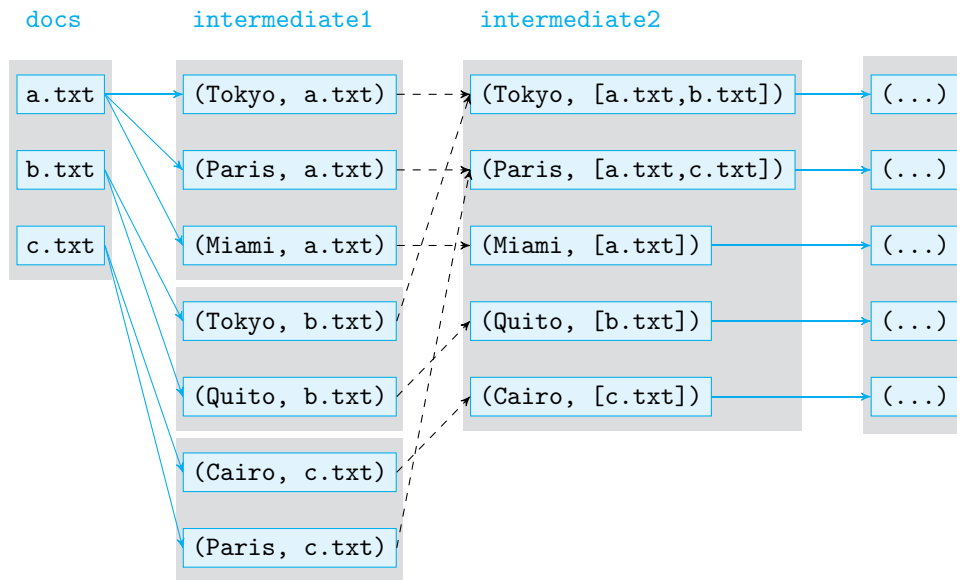 docs intermediate1 intermediate2
a.txt (Tokyo, a.txt) (Tokyo, [a.txt,b.txt]) (...)
b.txt (Paris, a.txt) (Paris, [a.txt,c.txt]) (...)
c.txt (Miami, a.txt) (Miami, [a.txt]) (...)
(Tokyo, b.txt) (Quito, [b.txt]) (...)
(Quito, b.txt) (Cairo, [c.txt]) (...)
(Cairo, c.txt)
(Paris, c.txt)